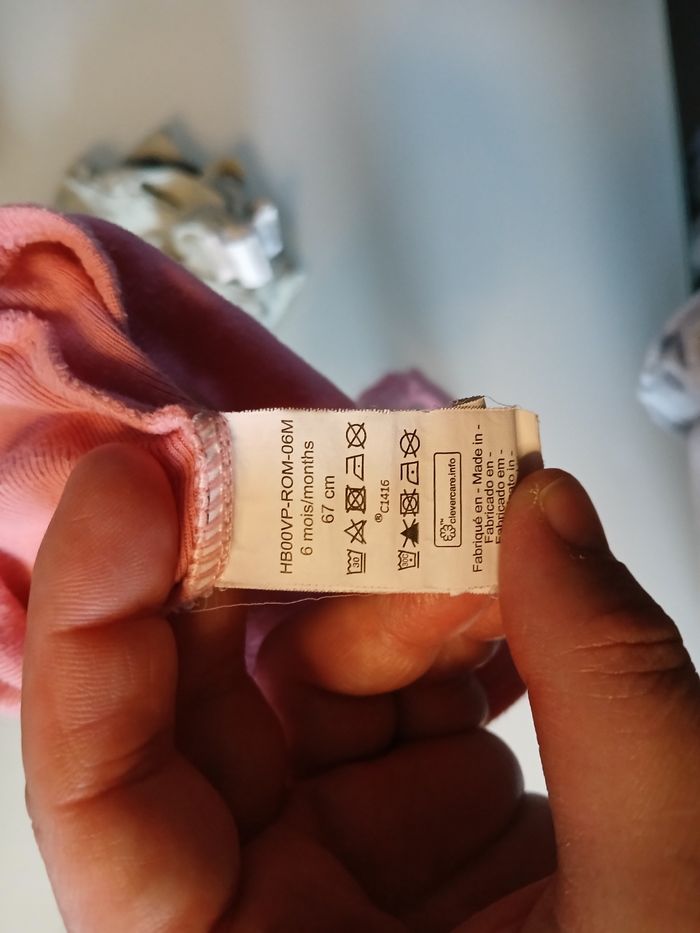 HB00VP-ROM-06M
6 mois/months
67 cm
30
®C1416
clevercare.info
Fabriqué en - Made in -
Fabricado en -
Fabricado em -